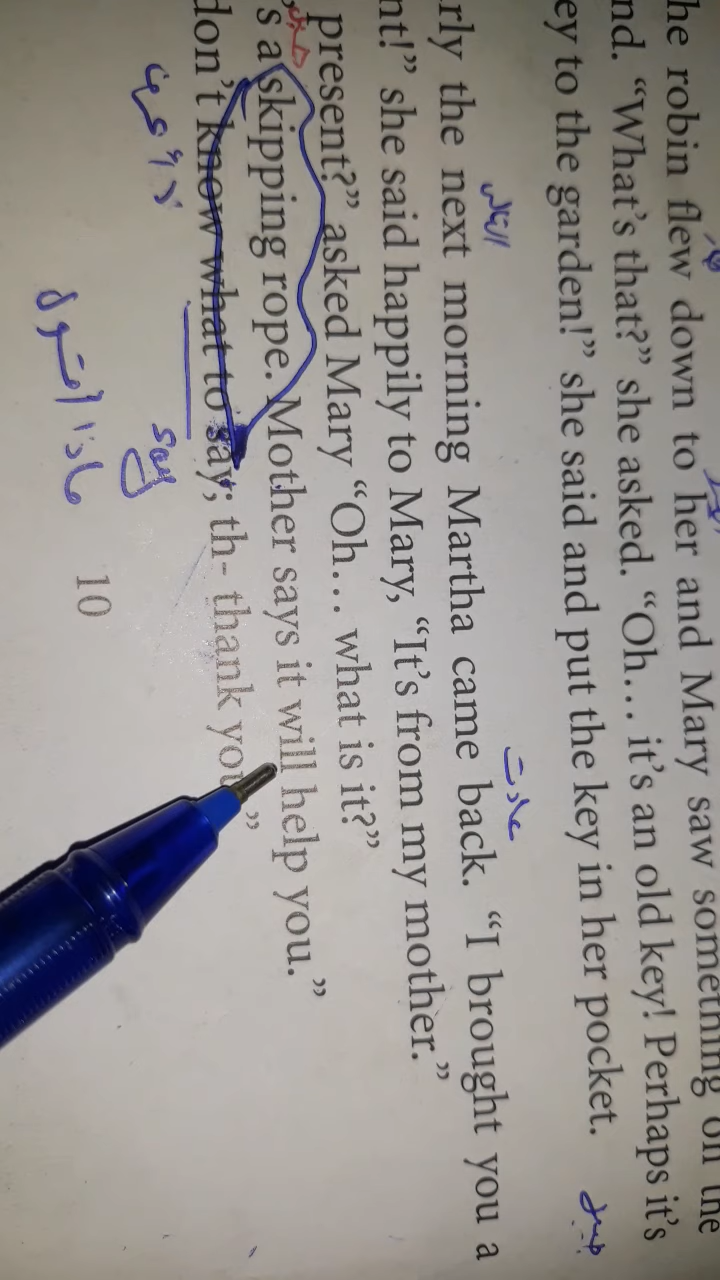 he robin flew down to her and Mary saw something on the
nd. “What’s that?” she asked. “Oh… it’s an old key! Perhaps it’s
ey to the garden!” she said and put the key in her pocket.
rly the next morning Martha came back. “I brought you a
nt!” she said happily to Mary, “It’s from my mother.”
present?” asked Mary “Oh… what is it?”
s a skipping rope. Mother says it will help you.”
don’t know what to say; th- thank you.”
say
ماذا اقول
10